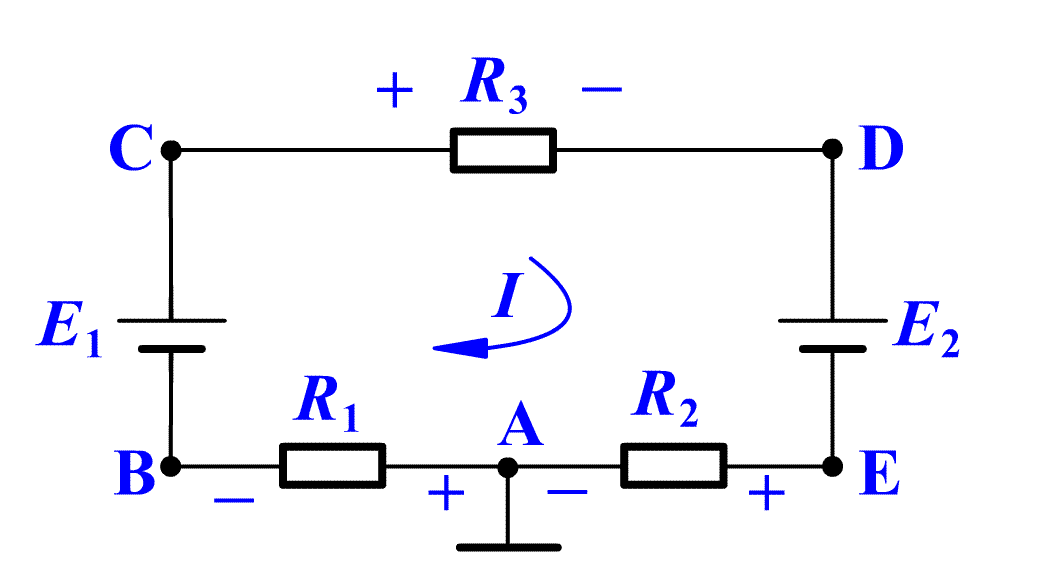 + R₃ −
C D
I
E₁ E₂
R₁ A R₂
B E
− + − +